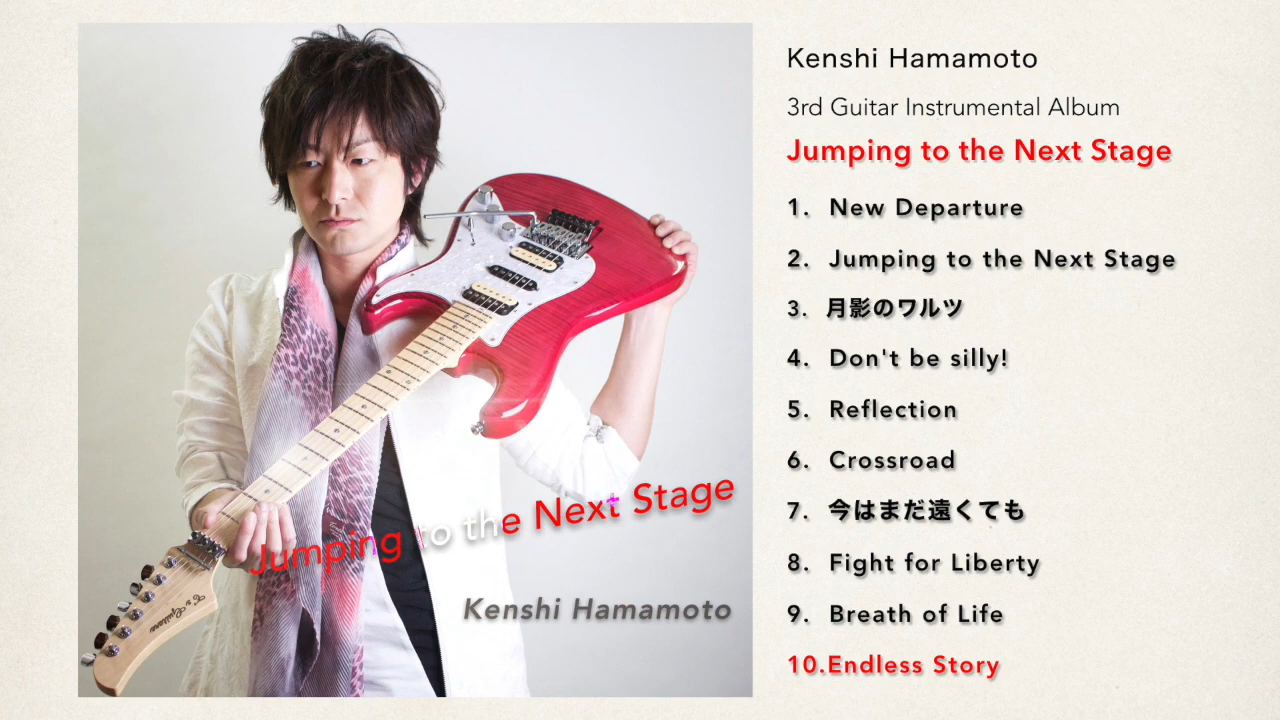 Kenshi Hamamoto
3rd Guitar Instrumental Album
Jumping to the Next Stage
1. New Departure
2. Jumping to the Next Stage
3. 月影のワルツ
4. Don't be silly!
5. Reflection
6. Crossroad
7. 今はまだ遠くても
8. Fight for Liberty
9. Breath of Life
10.Endless Story
Jumping to the Next Stage
Kenshi Hamamoto